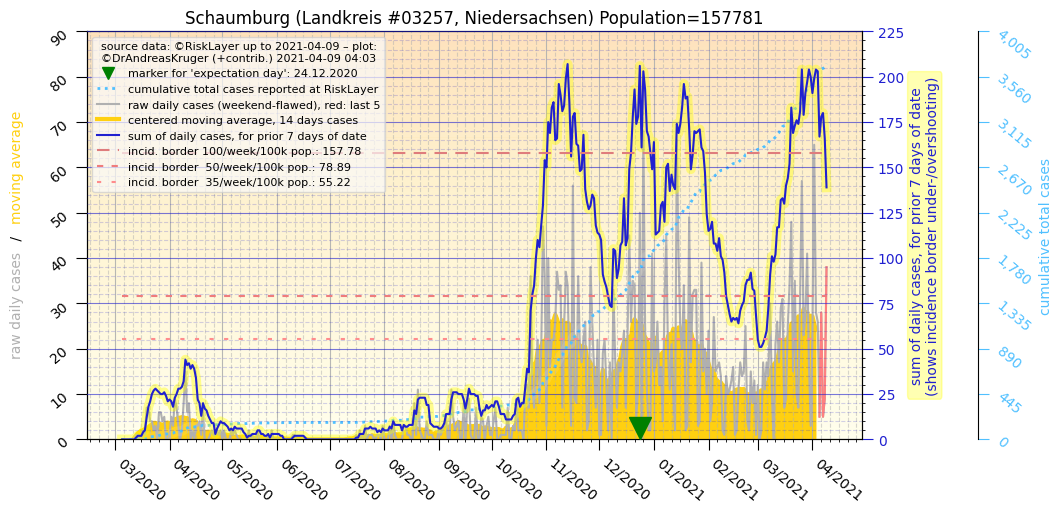 Schaumburg (Landkreis #03257, Niedersachsen) Population=157781
source data: ©RiskLayer up to 2021-04-09 – plot:
©DrAndreasKruger (+contrib.) 2021-04-09 04:03
marker for 'expectation day': 24.12.2020
cumulative total cases reported at RiskLayer
raw daily cases (weekend-flawed), red: last 5
centered moving average, 14 days cases
sum of daily cases, for prior 7 days of date
incid. border 100/week/100k pop.: 157.78
incid. border  50/week/100k pop.: 78.89
incid. border  35/week/100k pop.: 55.22
raw daily cases  /  moving average
90
80
70
60
50
40
30
20
10
0
03/2020
04/2020
05/2020
06/2020
07/2020
08/2020
09/2020
10/2020
11/2020
12/2020
01/2021
02/2021
03/2021
04/2021
225
200
175
150
125
100
75
50
25
0
sum of daily cases, for prior 7 days of date
(shows incidence border under-/overshooting)
4,005
3,560
3,115
2,670
2,225
1,780
1,335
890
445
0
cumulative total cases